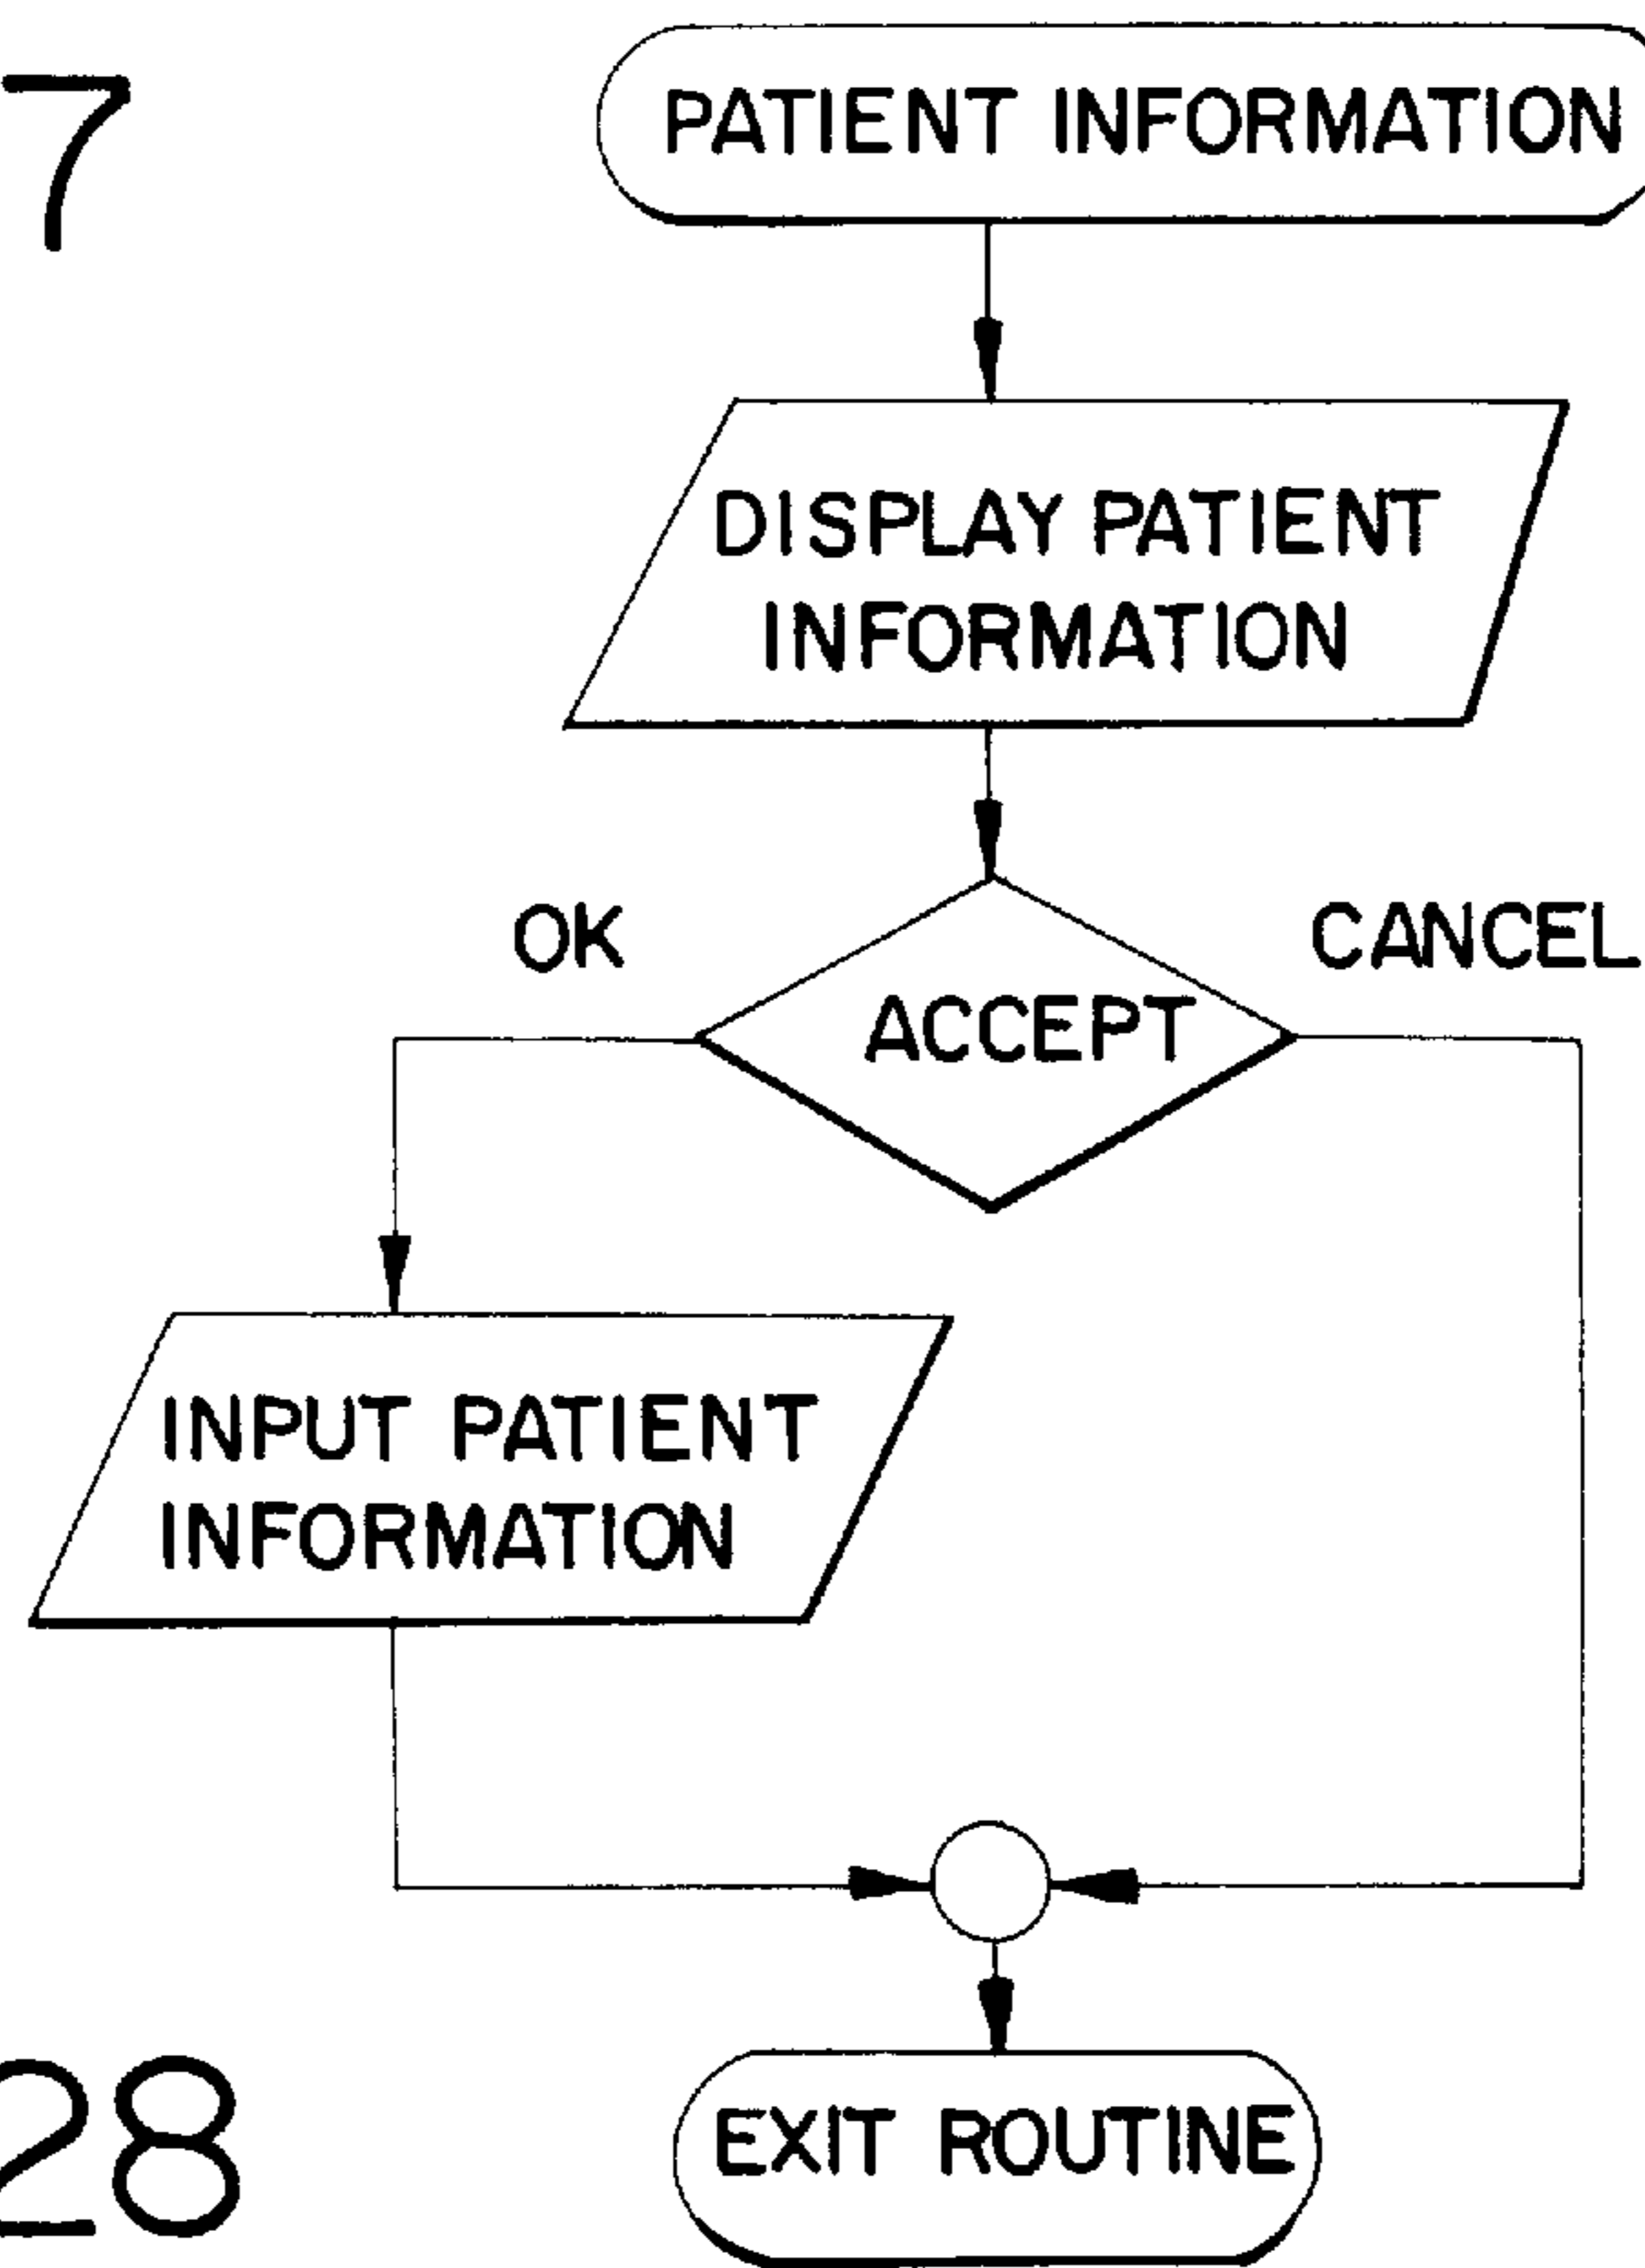 7
PATIENT INFORMATION
DISPLAY PATIENT
INFORMATION
OK
CANCEL
ACCEPT
INPUT PATIENT
INFORMATION
28
EXIT ROUTINE